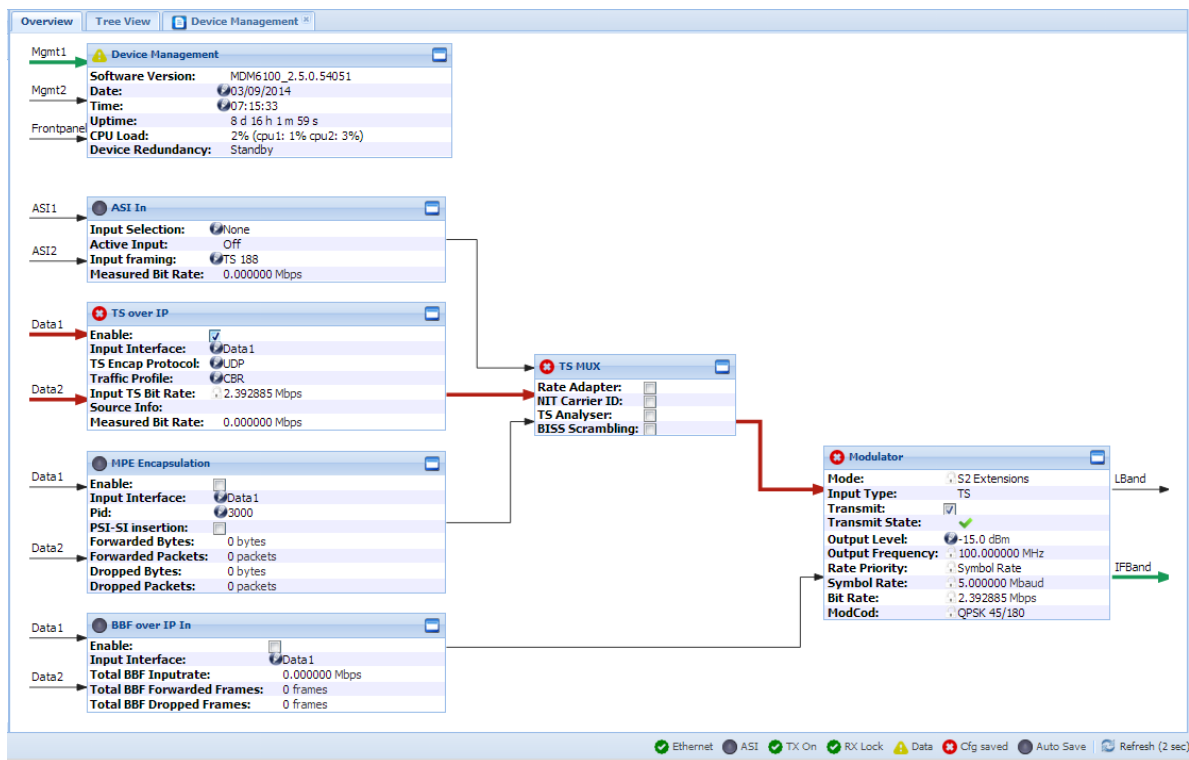 Overview Tree View Device Management ×
Mgmt1
Mgmt2
Frontpanel
Device Management
Software Version: MDM6100_2.5.0.54051
Date: 03/09/2014
Time: 07:15:33
Uptime: 8 d 16 h 1 m 59 s
CPU Load: 2% (cpu1: 1% cpu2: 3%)
Device Redundancy: Standby
ASI1
ASI2
ASI In
Input Selection: None
Active Input: Off
Input framing: TS 188
Measured Bit Rate: 0.000000 Mbps
Data1
Data2
TS over IP
Enable:
Input Interface: Data1
TS Encap Protocol: UDP
Traffic Profile: CBR
Input TS Bit Rate: 2.392885 Mbps
Source Info:
Measured Bit Rate: 0.000000 Mbps
TS MUX
Rate Adapter:
NIT Carrier ID:
TS Analyser:
BISS Scrambling:
Data1
Data2
MPE Encapsulation
Enable:
Input Interface: Data1
Pid: 3000
PSI-SI insertion:
Forwarded Bytes: 0 bytes
Forwarded Packets: 0 packets
Dropped Bytes: 0 bytes
Dropped Packets: 0 packets
Modulator
Mode: S2 Extensions
Input Type: TS
Transmit:
Transmit State:
Output Level: -15.0 dBm
Output Frequency: 100.000000 MHz
Rate Priority: Symbol Rate
Symbol Rate: 5.000000 Mbaud
Bit Rate: 2.392885 Mbps
ModCod: QPSK 45/180
LBand
IFBand
Data1
Data2
BBF over IP In
Enable:
Input Interface: Data1
Total BBF Inputrate: 0.000000 Mbps
Total BBF Forwarded Frames: 0 frames
Total BBF Dropped Frames: 0 frames
Ethernet ASI TX On RX Lock Data Cfg saved Auto Save Refresh (2 sec)